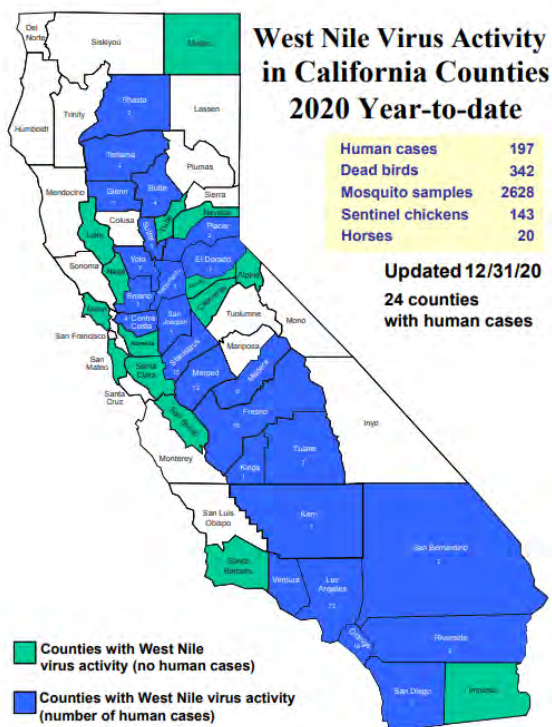 West Nile Virus Activity
in California Counties
2020 Year-to-date
Human cases 197
Dead birds 342
Mosquito samples 2628
Sentinel chickens 143
Horses 20
Updated 12/31/20
24 counties
with human cases
Del
Norte
Siskiyou
Modoc
Shasta
Trinity
Humboldt
Lassen
Tehama
Plumas
Mendocino
Glenn
Butte
Sierra
Colusa
Sutter
Yuba
Nevada
Placer
Lake
El Dorado
Alpine
Sonoma
Napa
Yolo
Solano
Marin
Contra
Costa
San
Joaquin
Calaveras
Tuolumne
Mono
San Francisco
Alameda
San
Mateo
Santa
Clara
Stanislaus
Mariposa
Santa
Cruz
Merced
Madera
San Benito
Fresno
Inyo
Monterey
Kings
Tulare
7
San Luis
Obispo
Kern
San Bernardino
Santa
Barbara
Ventura
Los
Angeles
Orange
Riverside
San Diego
Imperial
Counties with West Nile
virus activity (no human cases)
Counties with West Nile virus activity
(number of human cases)